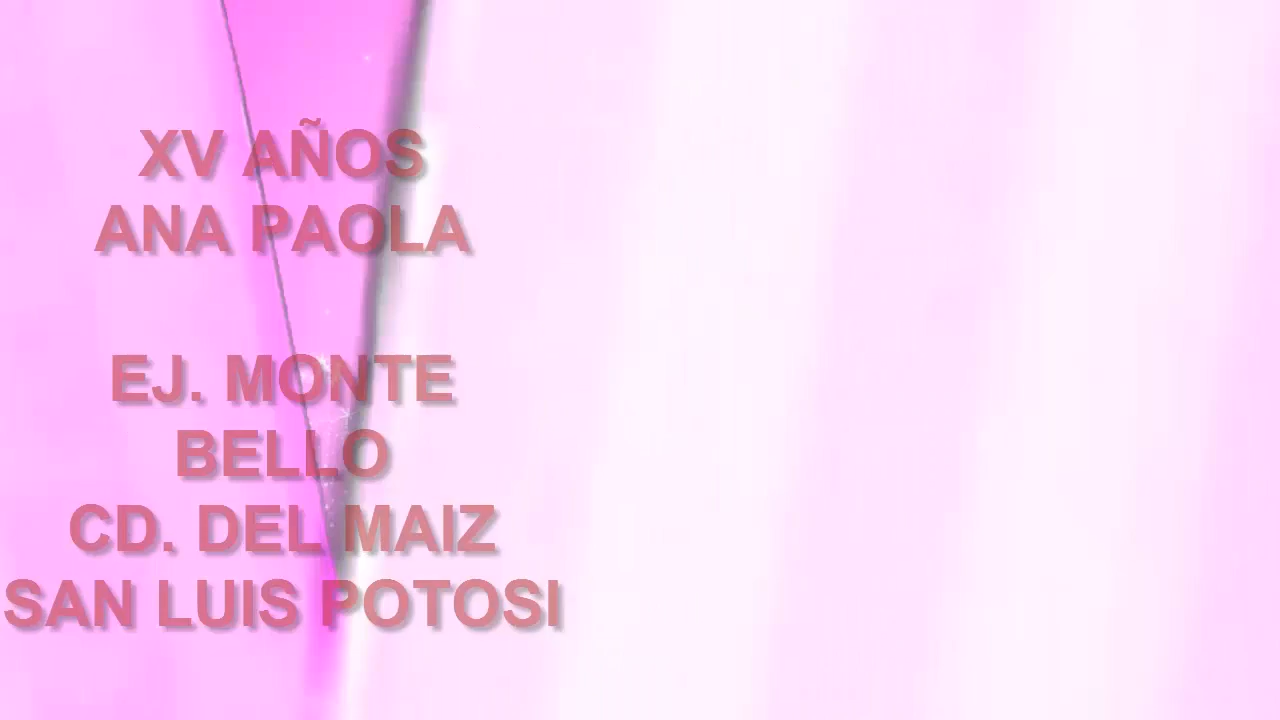 XV AÑOS
ANA PAOLA
EJ. MONTE
BELLO
CD. DEL MAIZ
SAN LUIS POTOSI